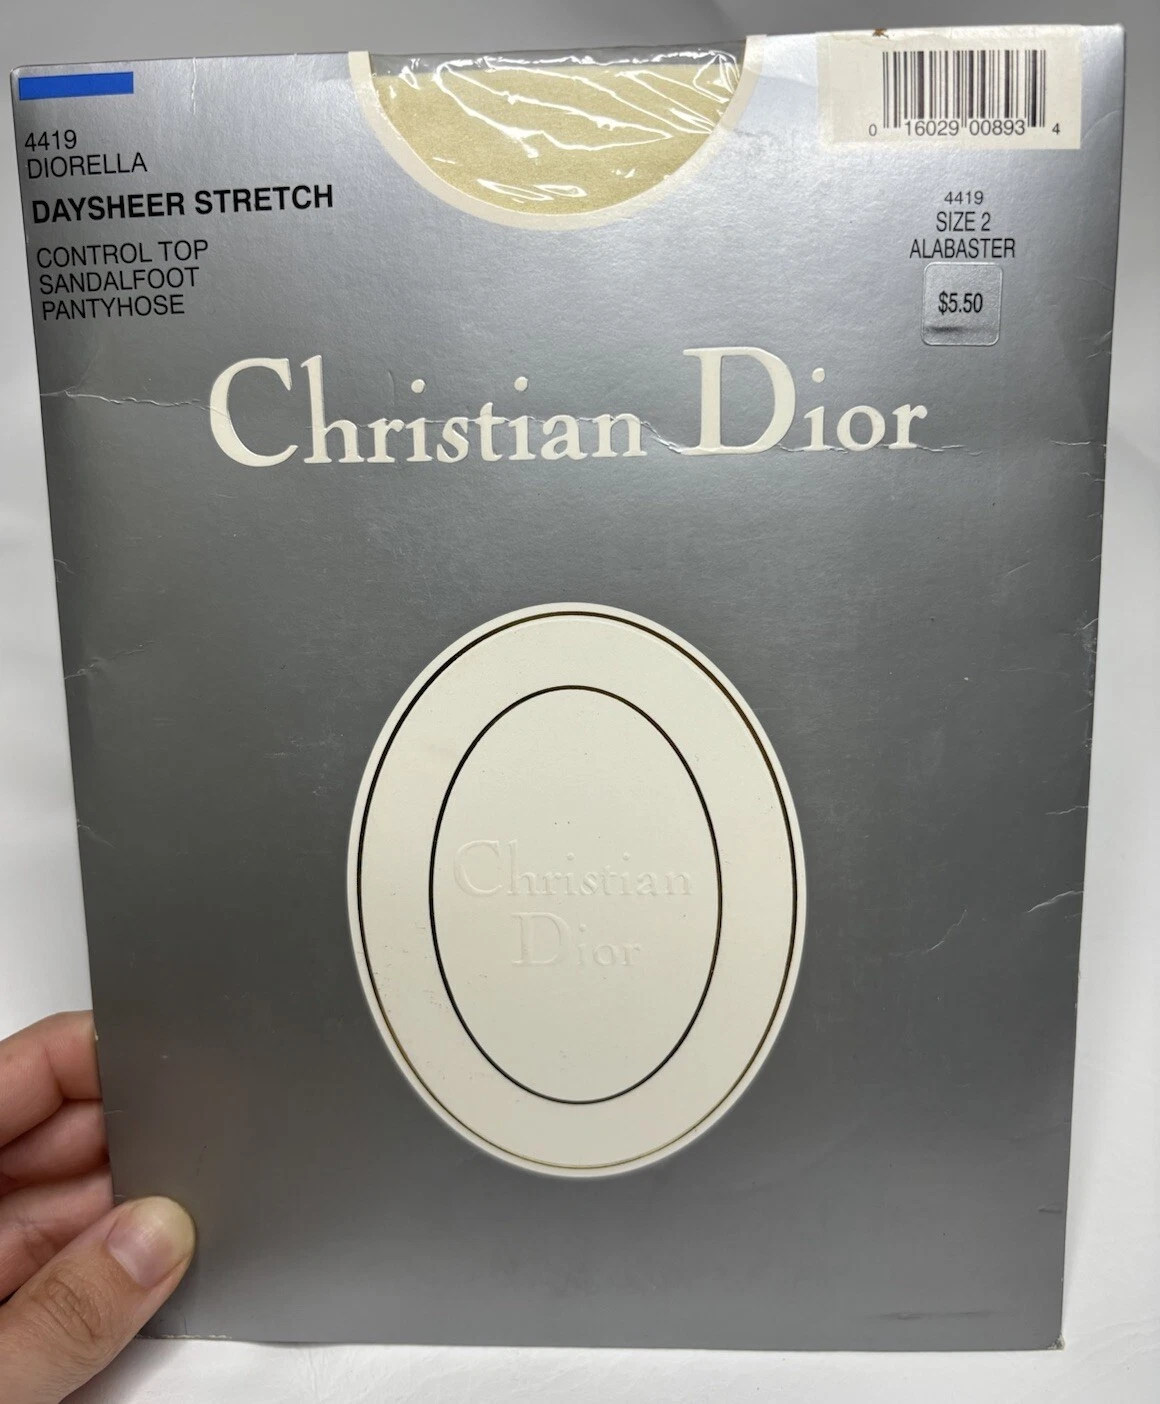 4419
DIORELLA
DAYSHEER STRETCH
CONTROL TOP
SANDALFOOT
PANTYHOSE
0 16029 00893 4
4419
SIZE 2
ALABASTER
$5.50
Christian Dior
Christian
Dior